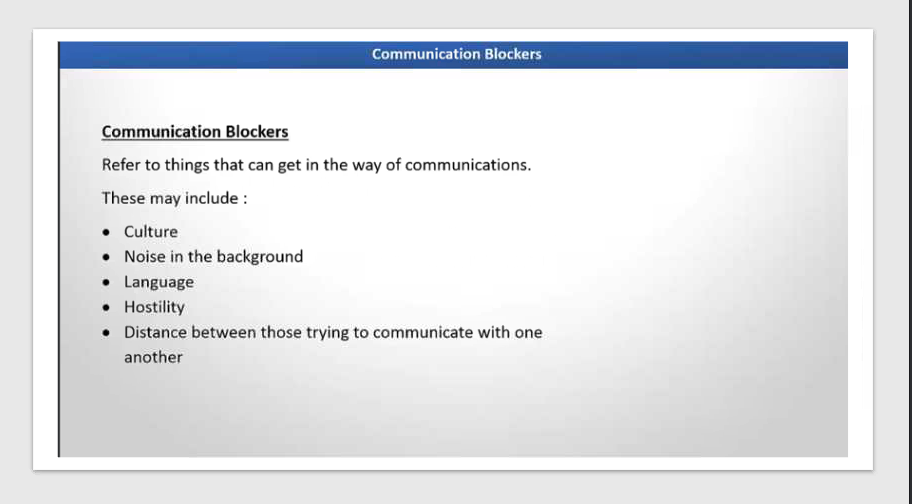 Communication Blockers
Communication Blockers
Refer to things that can get in the way of communications.
These may include :
• Culture
• Noise in the background
• Language
• Hostility
• Distance between those trying to communicate with one
another